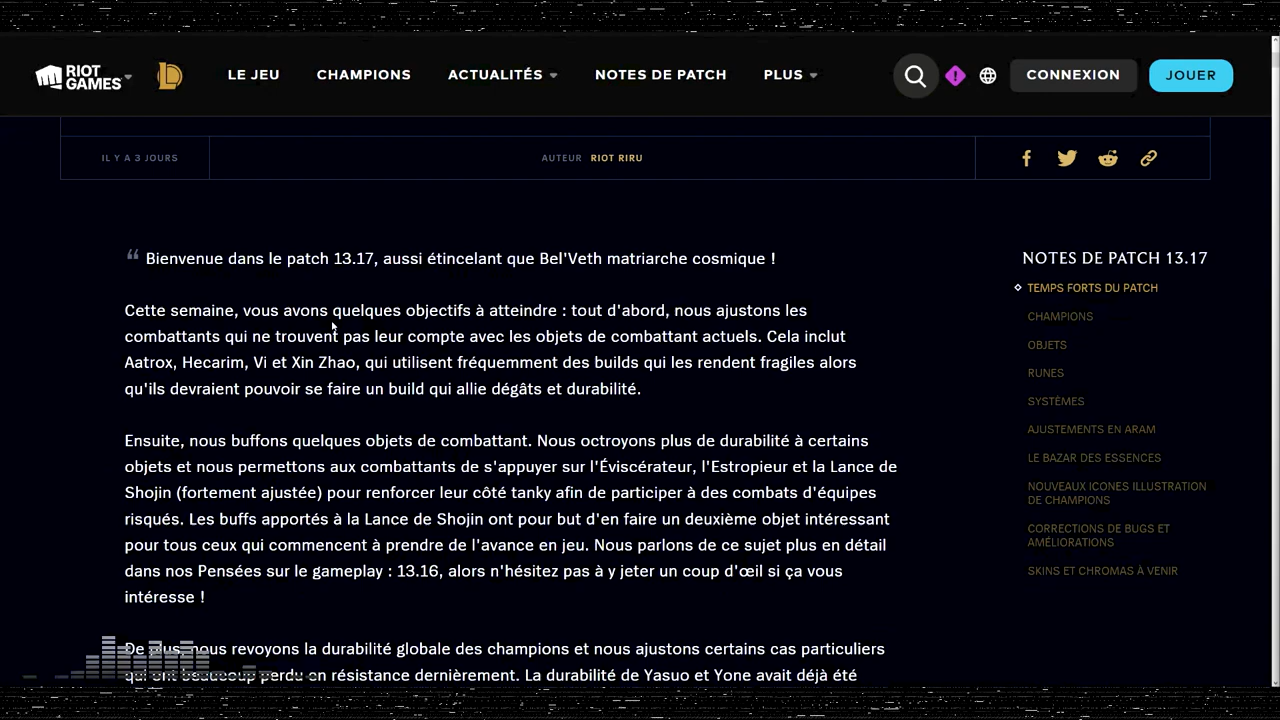 RIOT GAMES
LE JEU
CHAMPIONS
ACTUALITÉS
NOTES DE PATCH
PLUS
CONNEXION
JOUER
IL Y A 3 JOURS
AUTEUR RIOT RIRU
“ Bienvenue dans le patch 13.17, aussi étincelant que Bel'Veth matriarche cosmique !
Cette semaine, vous avons quelques objectifs à atteindre : tout d'abord, nous ajustons les
combattants qui ne trouvent pas leur compte avec les objets de combattant actuels. Cela inclut
Aatrox, Hecarim, Vi et Xin Zhao, qui utilisent fréquemment des builds qui les rendent fragiles alors
qu'ils devraient pouvoir se faire un build qui allie dégâts et durabilité.
Ensuite, nous buffons quelques objets de combattant. Nous octroyons plus de durabilité à certains
objets et nous permettons aux combattants de s'appuyer sur l'Éviscérateur, l'Estropieur et la Lance de
Shojin (fortement ajustée) pour renforcer leur côté tanky afin de participer à des combats d'équipes
risqués. Les buffs apportés à la Lance de Shojin ont pour but d'en faire un deuxième objet intéressant
pour tous ceux qui commencent à prendre de l'avance en jeu. Nous parlons de ce sujet plus en détail
dans nos Pensées sur le gameplay : 13.16, alors n'hésitez pas à y jeter un coup d'œil si ça vous
intéresse !
De plus, nous revoyons la durabilité globale des champions et nous ajustons certains cas particuliers
qui ont beaucoup perdu en résistance dernièrement. La durabilité de Yasuo et Yone avait déjà été
NOTES DE PATCH 13.17
TEMPS FORTS DU PATCH
CHAMPIONS
OBJETS
RUNES
SYSTÈMES
AJUSTEMENTS EN ARAM
LE BAZAR DES ESSENCES
NOUVEAUX ICONES ILLUSTRATION
DE CHAMPIONS
CORRECTIONS DE BUGS ET
AMÉLIORATIONS
SKINS ET CHROMAS À VENIR